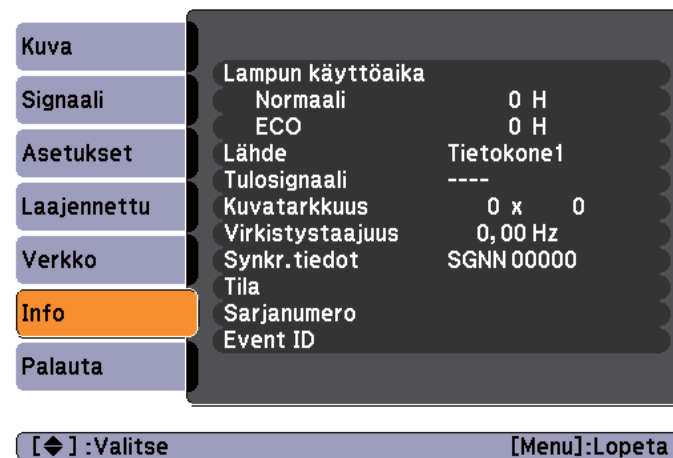 Kuva
Signaali
Asetukset
Laajennettu
Verkko
Info
Palauta
Lampun käyttöaika
Normaali 0 H
ECO 0 H
Lähde Tietokone1
Tulosignaali ----
Kuvatarkkuus 0 x 0
Virkistystaajuus 0,00 Hz
Synkr.tiedot SGNN 00000
Tila
Sarjanumero
Event ID
[◆] :Valitse [Menu]:Lopeta